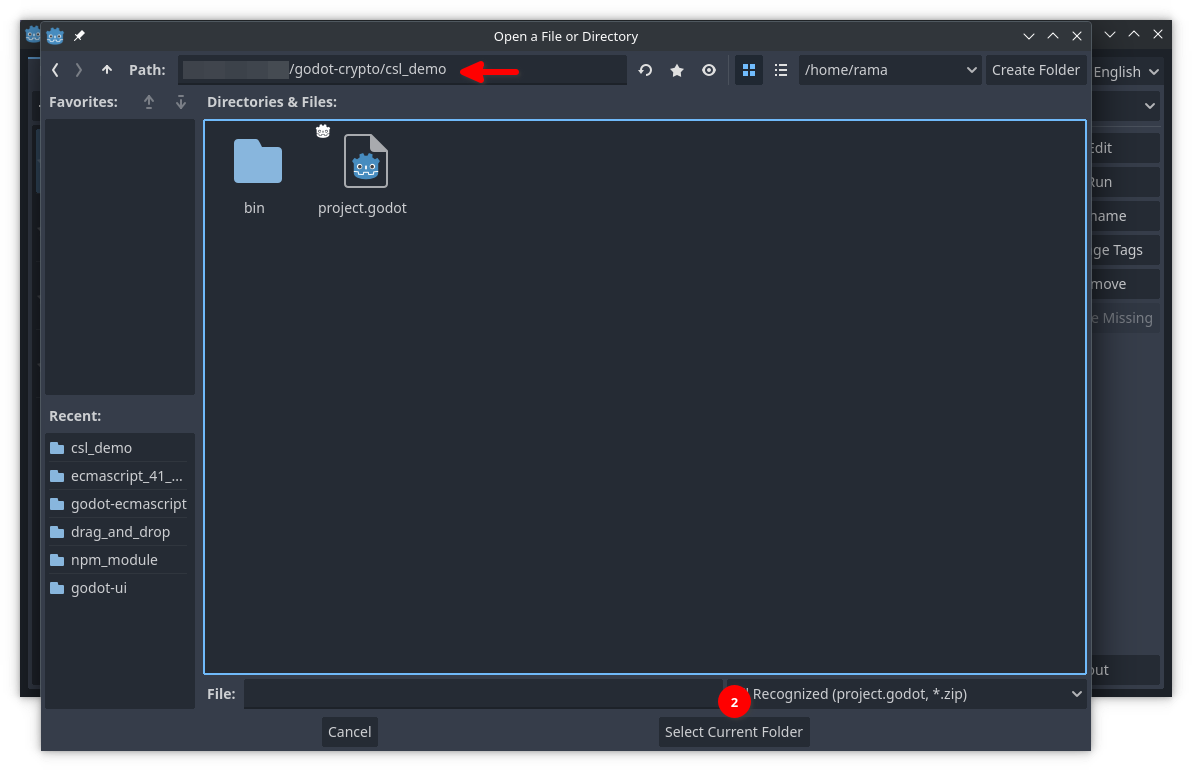 Open a File or Directory
Path: /godot-crypto/csl_demo /home/rama Create Folder
English
Favorites: Directories & Files:
bin
project.godot
Edit
Run
name
ge Tags
move
e Missing
Recent:
csl_demo
ecmascript_41_...
godot-ecmascript
drag_and_drop
npm_module
godot-ui
out
File: Recognized (project.godot, *.zip)
2
Cancel Select Current Folder